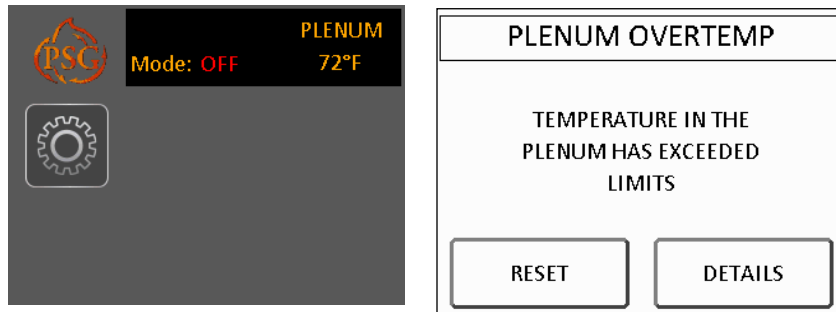 PSG
PLENUM
Mode: OFF 72°F
PLENUM OVERTEMP
TEMPERATURE IN THE
PLENUM HAS EXCEEDED
LIMITS
RESET DETAILS